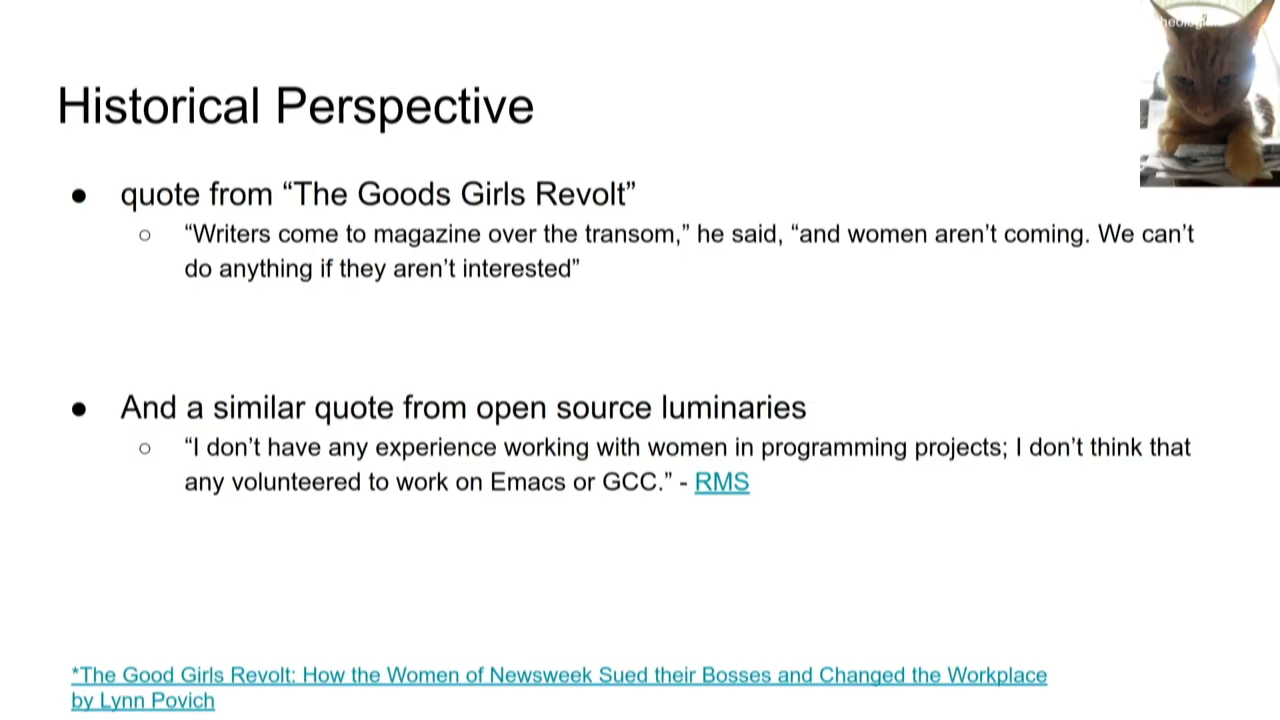 Historical Perspective
● quote from “The Goods Girls Revolt”
○ “Writers come to magazine over the transom,” he said, “and women aren’t coming. We can’t
do anything if they aren’t interested”
● And a similar quote from open source luminaries
○ “I don’t have any experience working with women in programming projects; I don’t think that
any volunteered to work on Emacs or GCC.” - RMS
*The Good Girls Revolt: How the Women of Newsweek Sued their Bosses and Changed the Workplace
by Lynn Povich